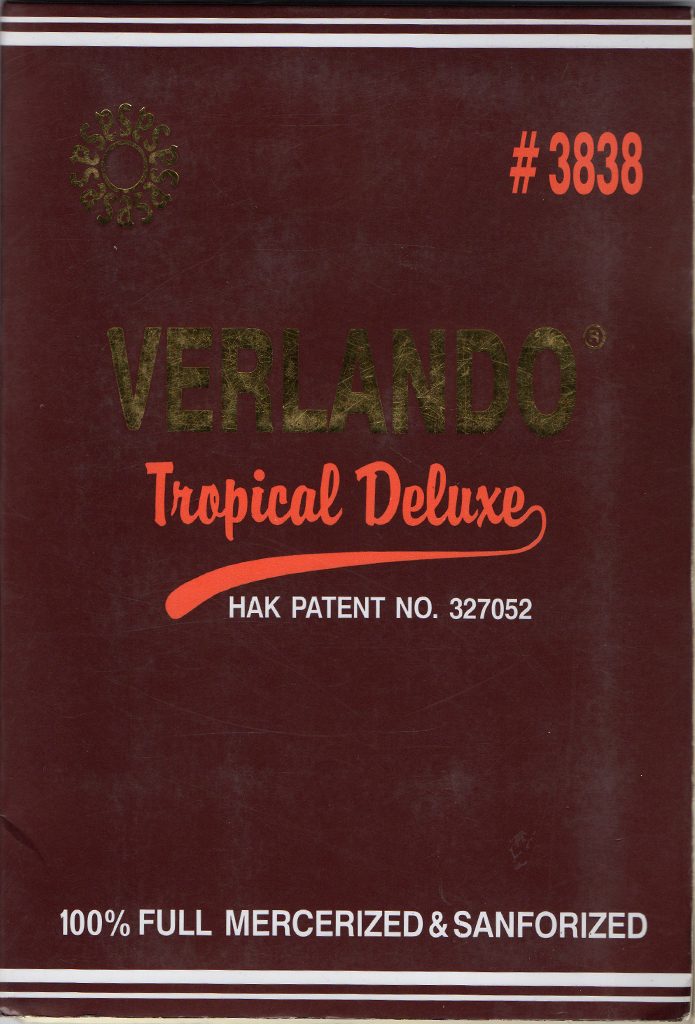 # 3838
VERLANDO®
Tropical Deluxe
HAK PATENT NO. 327052
100% FULL MERCERIZED & SANFORIZED